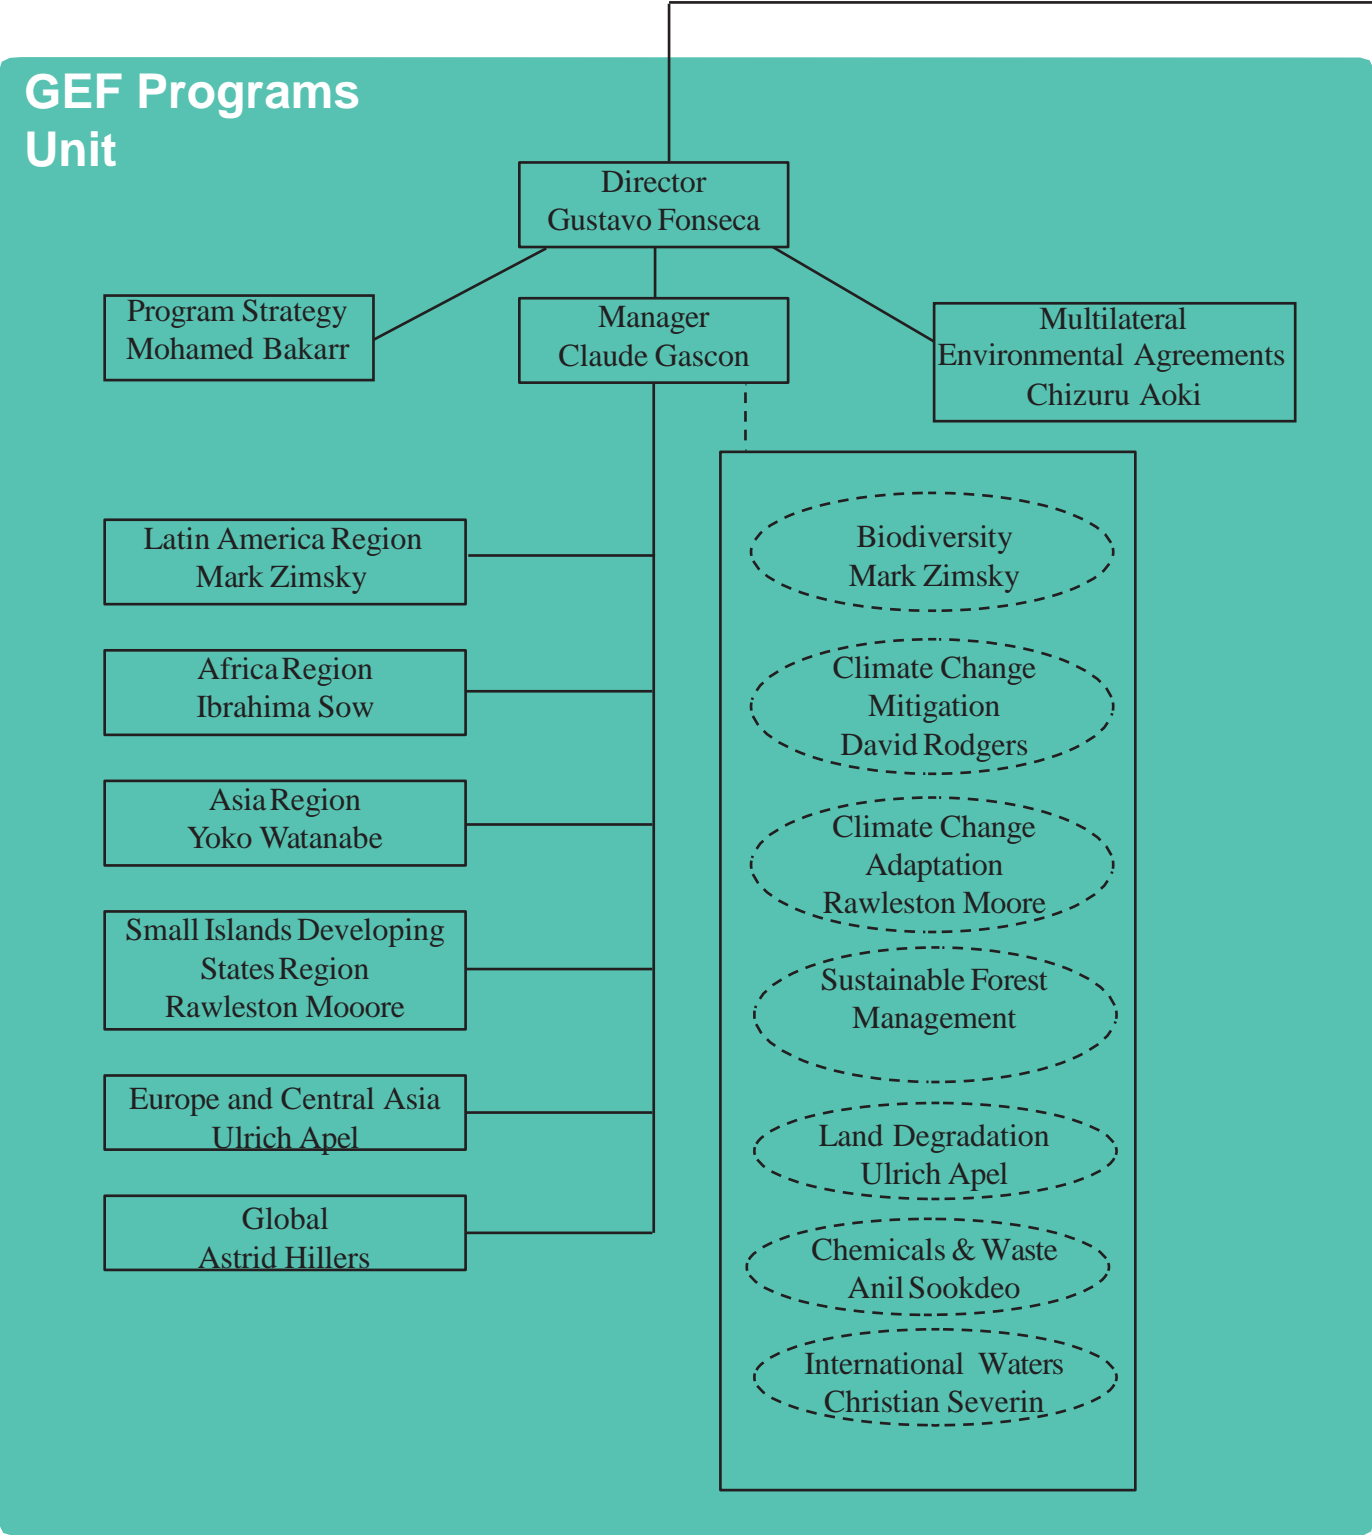 GEF Programs
Unit
Director
Gustavo Fonseca
Program Strategy
Mohamed Bakarr
Manager
Claude Gascon
Multilateral
Environmental Agreements
Chizuru Aoki
Latin America Region
Mark Zimsky
Africa Region
Ibrahima Sow
Asia Region
Yoko Watanabe
Small Islands Developing
States Region
Rawleston Mooore
Europe and Central Asia
Ulrich Apel
Global
Astrid Hillers
Biodiversity
Mark Zimsky
Climate Change
Mitigation
David Rodgers
Climate Change
Adaptation
Rawleston Moore
Sustainable Forest
Management
Land Degradation
Ulrich Apel
Chemicals & Waste
Anil Sookdeo
International Waters
Christian Severin